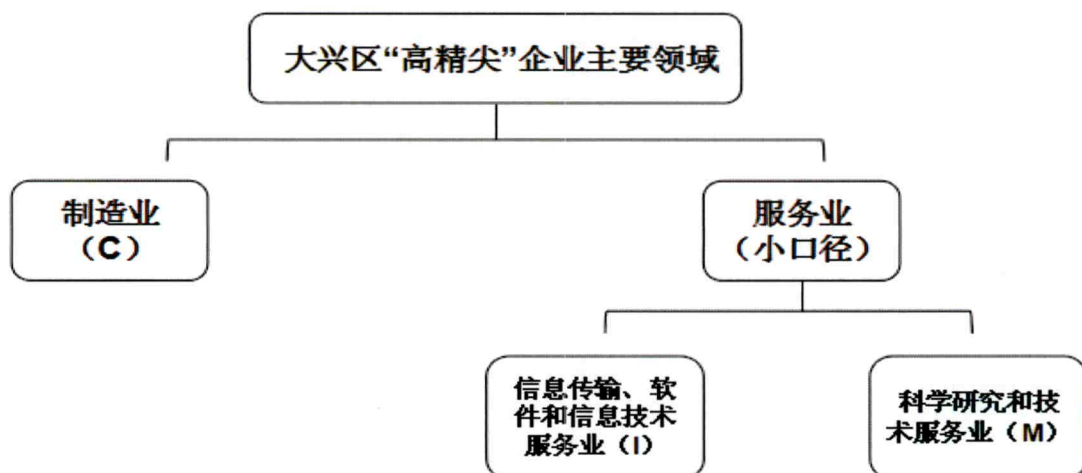 大兴区“高精尖”企业主要领域
制造业
（C）
服务业
（小口径）
信息传输、软
件和信息技术
服务业（I）
科学研究和技
术服务业（M）